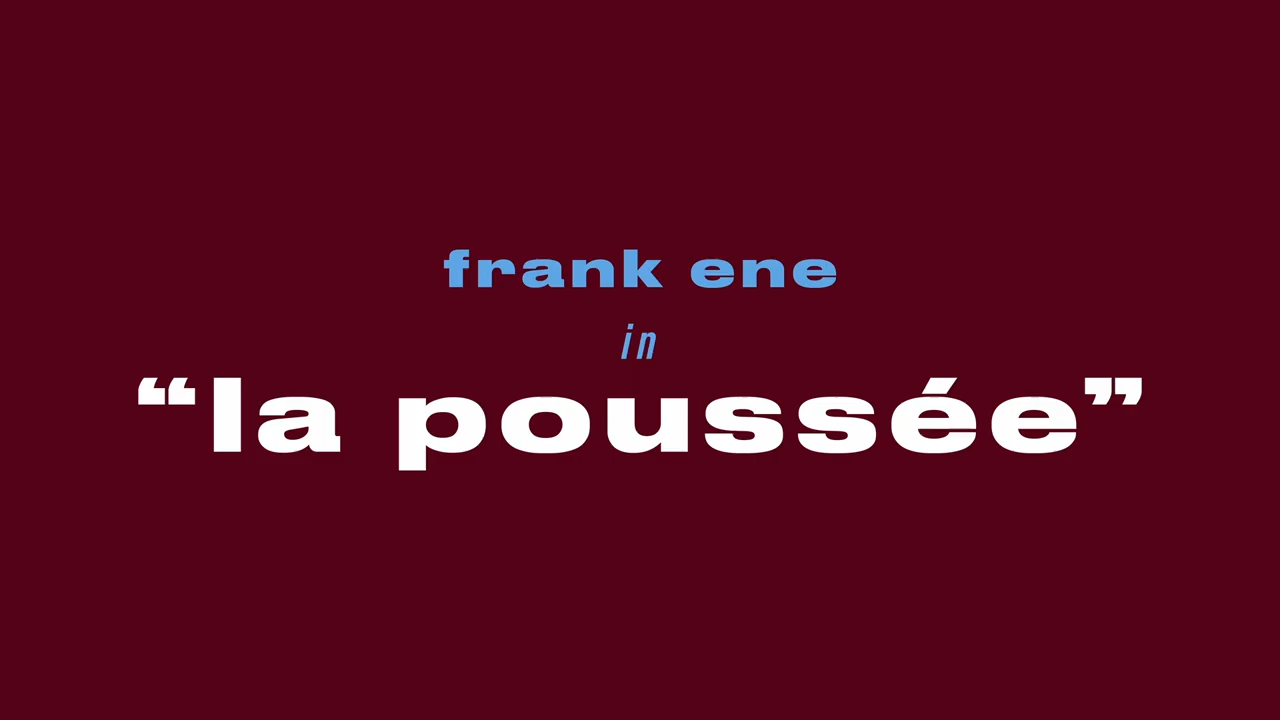 frank ene
in
“la poussée”